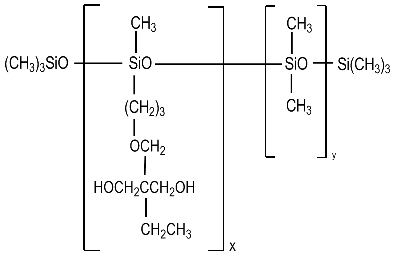 CH₃ CH₃
(CH₃)₃SiO SiO SiO Si(CH₃)₃
(CH₂)₃ CH₃
OCH₂ y
HOCH₂CCH₂OH
CH₂CH₃
x